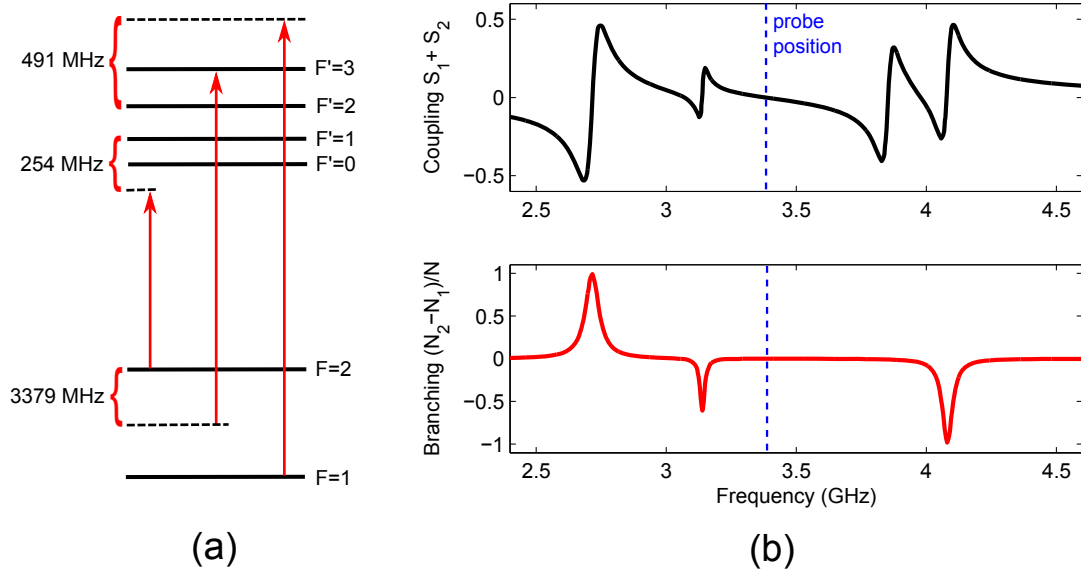 491 MHz
F'=3
F'=2
F'=1
254 MHz
F'=0
F=2
3379 MHz
F=1
(a)
Coupling S₁ + S₂
0.5
0
−0.5
probe
position
2.5
3
3.5
4
4.5
Branching (N₂−N₁)/N
1
0.5
0
−0.5
−1
2.5
3
3.5
4
4.5
Frequency (GHz)
(b)